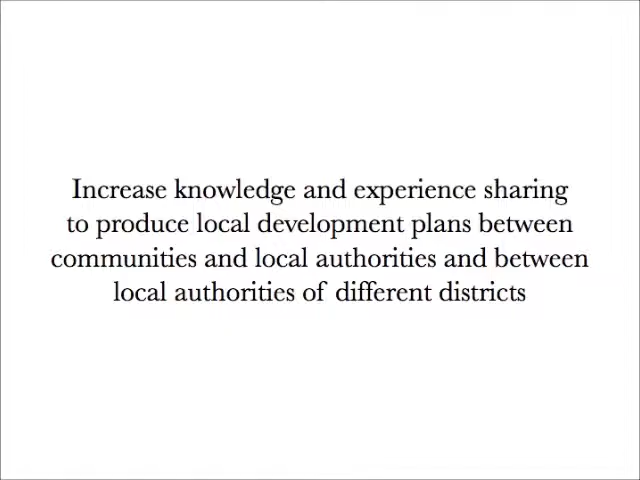 Increase knowledge and experience sharing
to produce local development plans between
communities and local authorities and between
local authorities of different districts